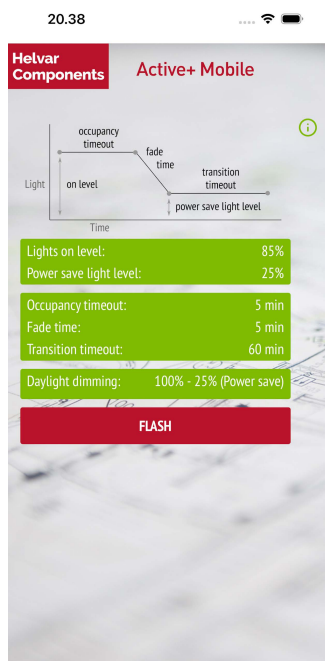 20.38
Helvar
Components
Active+ Mobile
occupancy
timeout
fade
time
transition
timeout
Light
on level
power save light level
Time
Lights on level: 85%
Power save light level: 25%
Occupancy timeout: 5 min
Fade time: 5 min
Transition timeout: 60 min
Daylight dimming: 100% - 25% (Power save)
FLASH